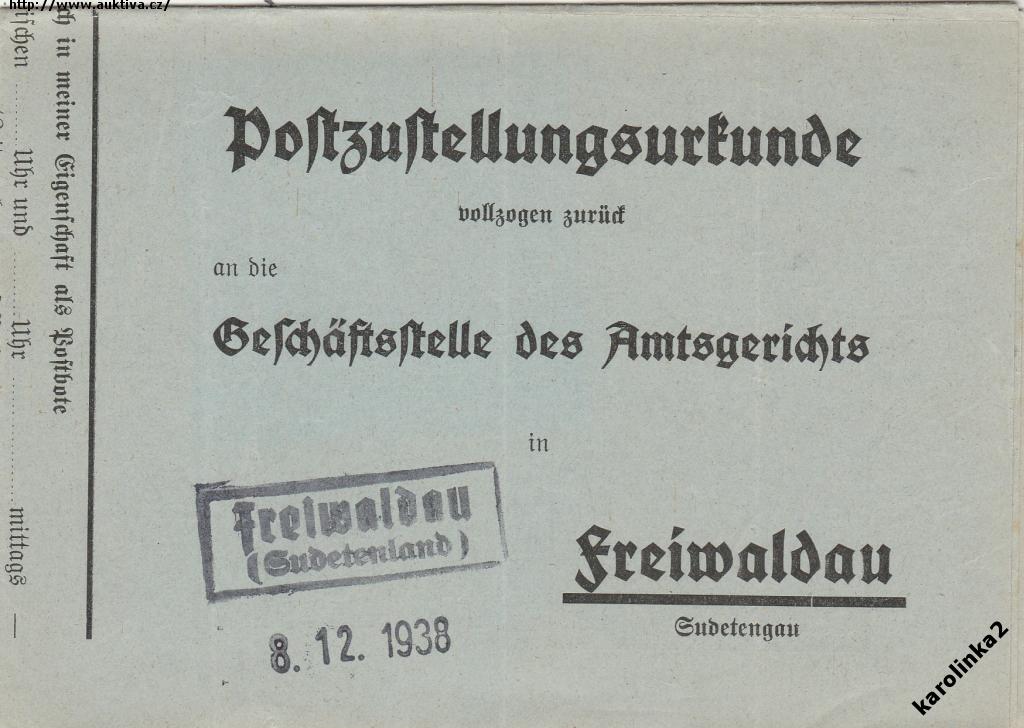 http://www.auktiva.cz/
Postzustellungsurkunde
vollzogen zurück
an die
Geschäftsstelle des Amtsgerichts
in
Freiwaldau
Sudetengau
Freiwaldau
(Sudetenland)
8. 12. 1938
in meiner Eigenschaft als Postbote
Uhr und ........ Uhr ............ mittags —
karolinka2